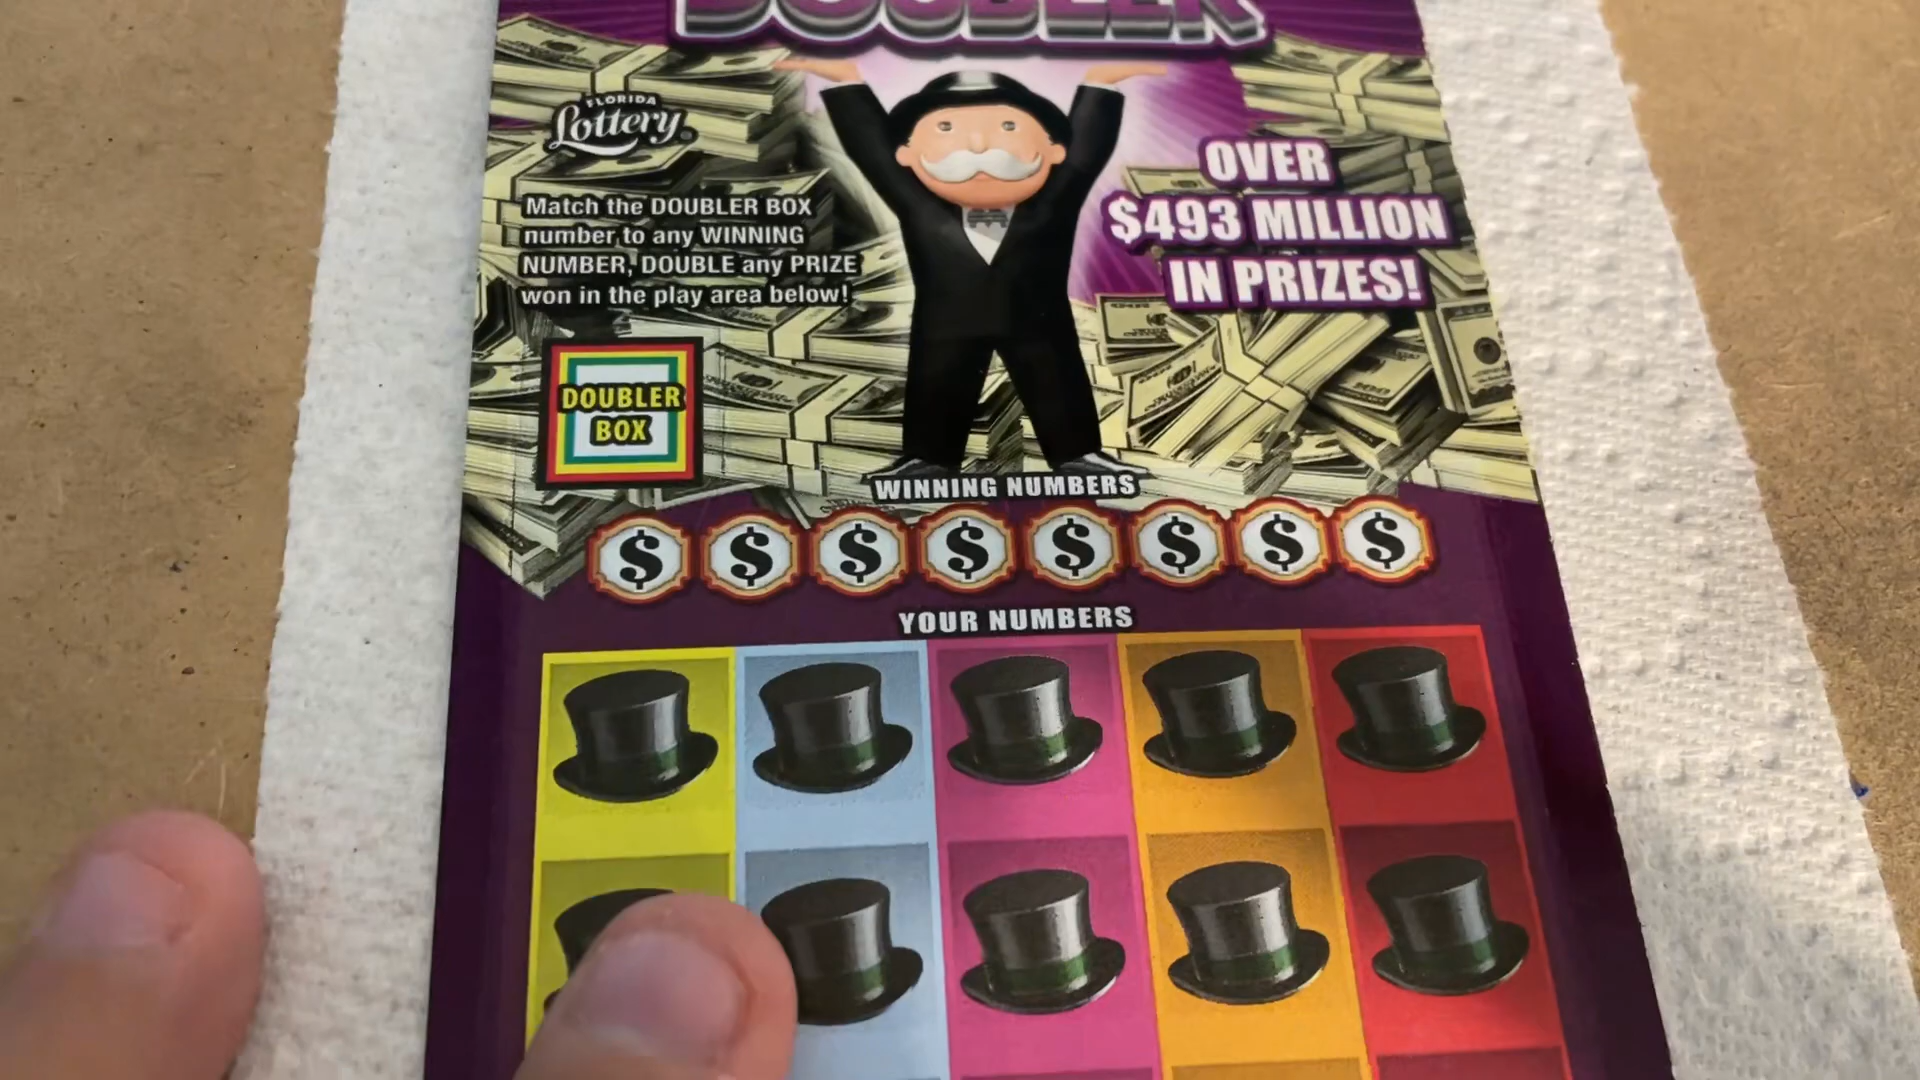 DOUBLER
FLORIDA
Lottery
Match the DOUBLER BOX
number to any WINNING
NUMBER, DOUBLE any PRIZE
won in the play area below!
OVER
$493 MILLION
IN PRIZES!
DOUBLER
BOX
WINNING NUMBERS
$ $ $ $ $ $ $ $
YOUR NUMBERS